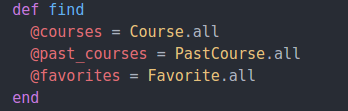 def find
  @courses = Course.all
  @past_courses = PastCourse.all
  @favorites = Favorite.all
end